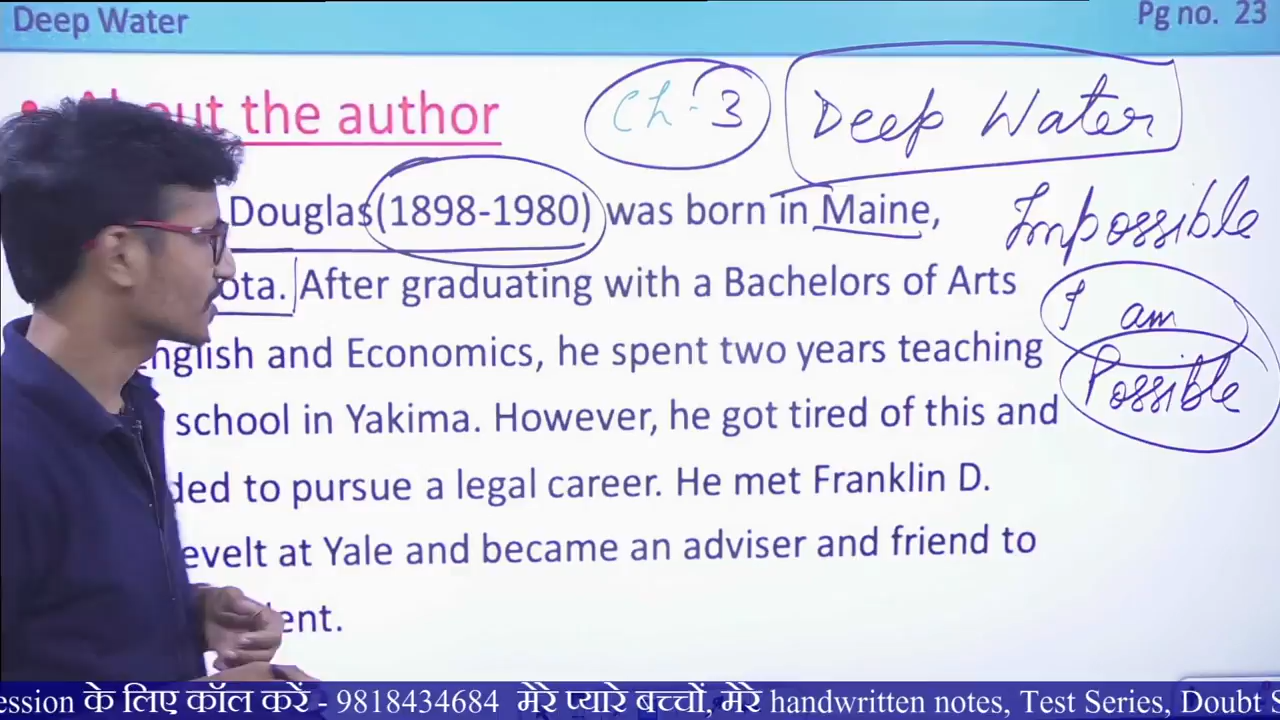 Deep Water
Pg no. 23
• About the author
Ch-3
Deep Water
Douglas(1898-1980) was born in Maine,
Impossible
ota. After graduating with a Bachelors of Arts
I am
Possible
nglish and Economics, he spent two years teaching
school in Yakima. However, he got tired of this and
ded to pursue a legal career. He met Franklin D.
evelt at Yale and became an adviser and friend to
ent.
ession के लिए कॉल करें - 9818434684 मेरे प्यारे बच्चों, मेरे handwritten notes, Test Series, Doubt S